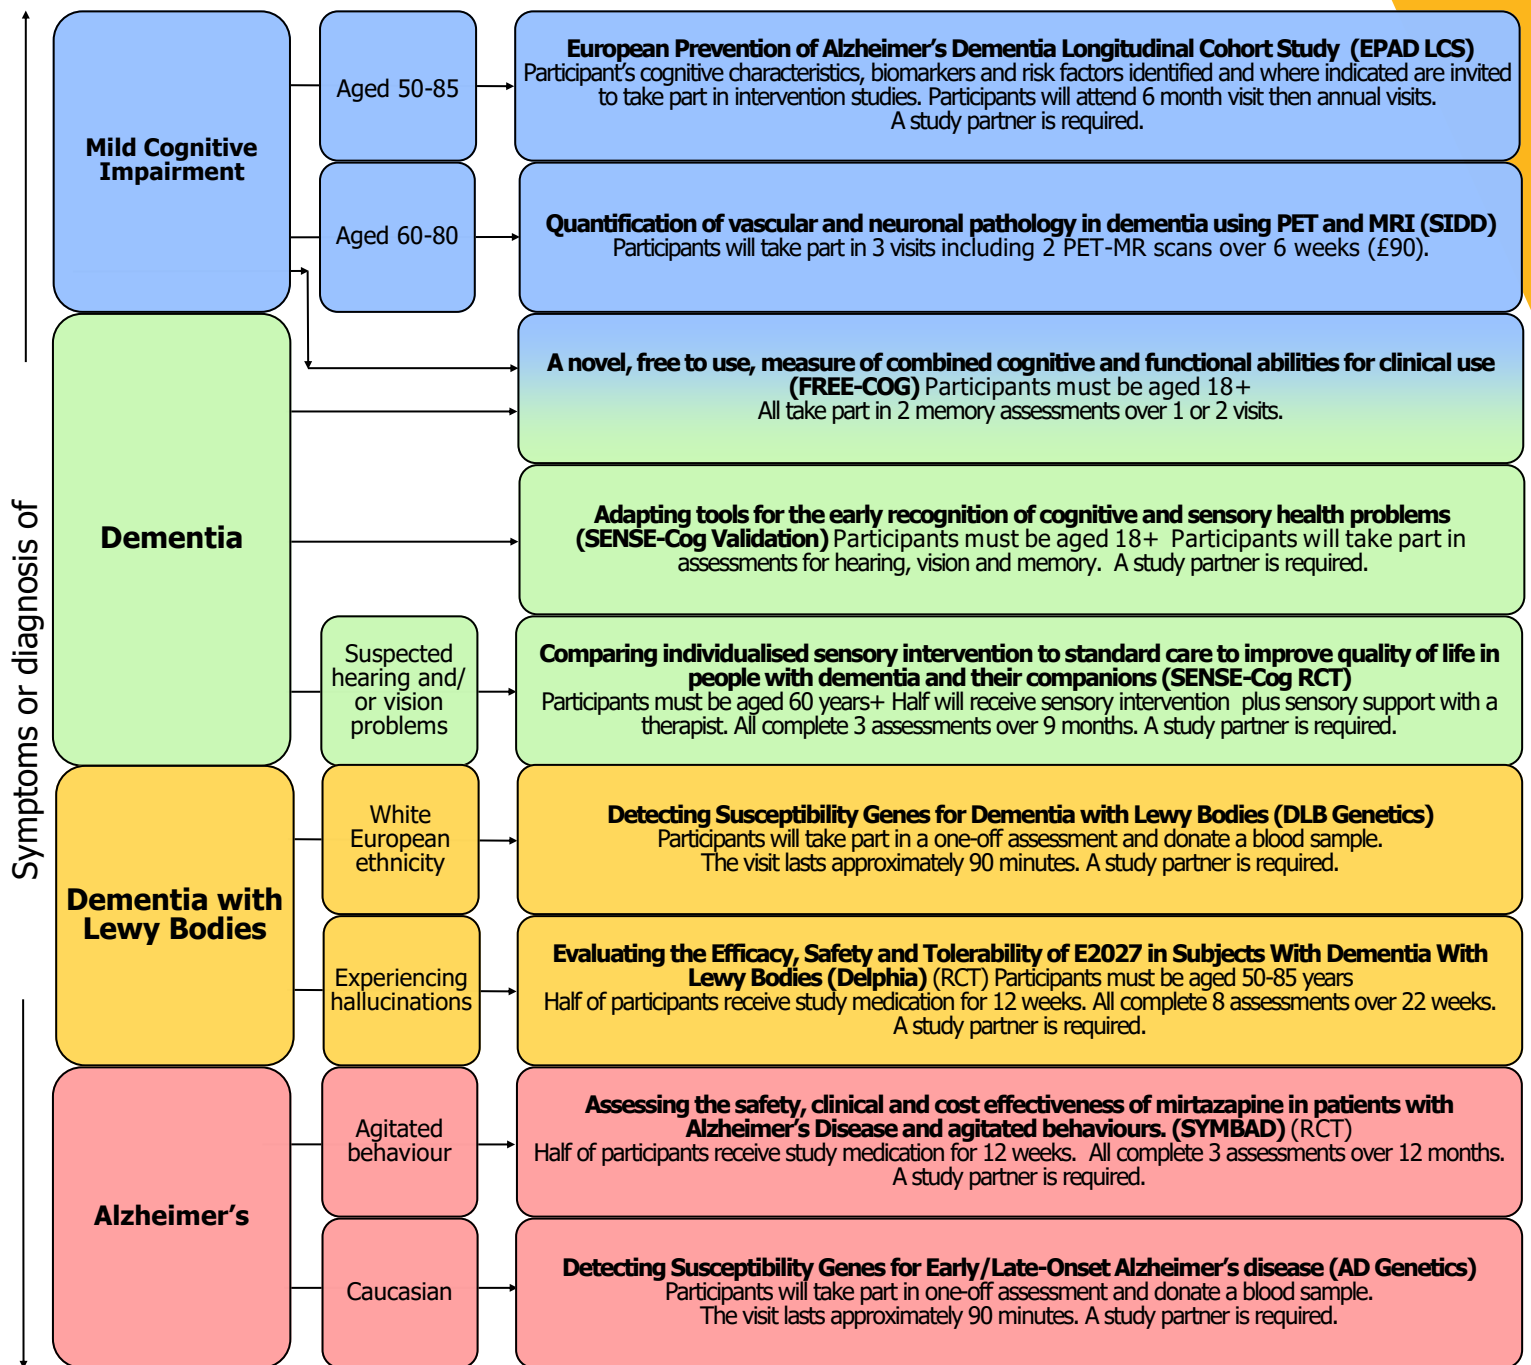 Symptoms or diagnosis of
Mild Cognitive
Impairment
Aged 50-85
European Prevention of Alzheimer's Dementia Longitudinal Cohort Study  (EPAD LCS)
Participant's cognitive characteristics, biomarkers and risk factors identified and where indicated are invited
to take part in intervention studies. Participants will attend 6 month visit then annual visits.
A study partner is required.
Aged 60-80
Quantification of vascular and neuronal pathology in dementia using PET and MRI (SIDD)
Participants will take part in 3 visits including 2 PET-MR scans over 6 weeks (£90).
Dementia
A novel, free to use, measure of combined cognitive and functional abilities for clinical use
(FREE-COG) Participants must be aged 18+
All take part in 2 memory assessments over 1 or 2 visits.
Adapting tools for the early recognition of cognitive and sensory health problems
(SENSE-Cog Validation) Participants must be aged 18+  Participants will take part in
assessments for hearing, vision and memory.  A study partner is required.
Suspected
hearing and/
or vision
problems
Comparing individualised sensory intervention to standard care to improve quality of life in
people with dementia and their companions (SENSE-Cog RCT)
Participants must be aged 60 years+ Half will receive sensory intervention  plus sensory support with a
therapist. All complete 3 assessments over 9 months. A study partner is required.
Dementia with
Lewy Bodies
White
European
ethnicity
Detecting Susceptibility Genes for Dementia with Lewy Bodies (DLB Genetics)
Participants will take part in a one-off assessment and donate a blood sample.
The visit lasts approximately 90 minutes. A study partner is required.
Experiencing
hallucinations
Evaluating the Efficacy, Safety and Tolerability of E2027 in Subjects With Dementia With
Lewy Bodies (Delphia) (RCT) Participants must be aged 50-85 years
Half of participants receive study medication for 12 weeks. All complete 8 assessments over 22 weeks.
A study partner is required.
Alzheimer's
Agitated
behaviour
Assessing the safety, clinical and cost effectiveness of mirtazapine in patients with
Alzheimer's Disease and agitated behaviours. (SYMBAD) (RCT)
Half of participants receive study medication for 12 weeks.  All complete 3 assessments over 12 months.
A study partner is required.
Caucasian
Detecting Susceptibility Genes for Early/Late-Onset Alzheimer's disease (AD Genetics)
Participants will take part in one-off assessment and donate a blood sample.
The visit lasts approximately 90 minutes. A study partner is required.